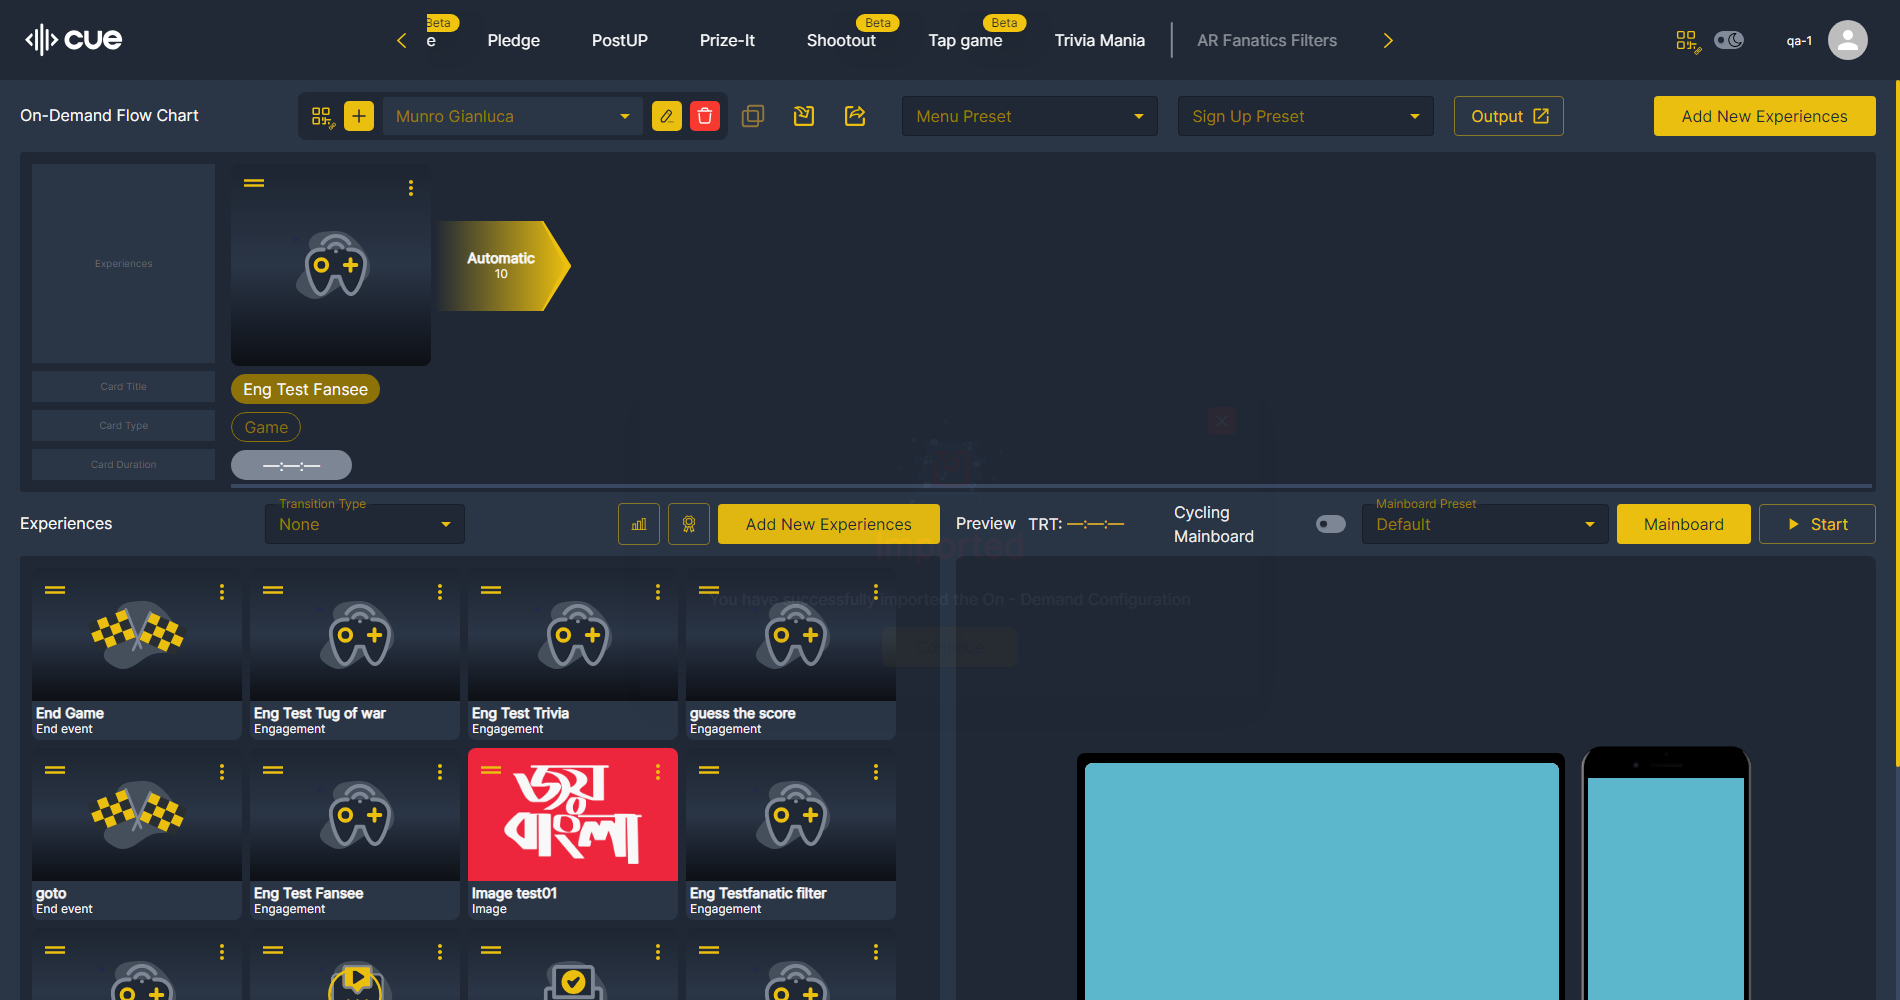 cue
Beta
e
Pledge
PostUP
Prize-It
Beta
Shootout
Beta
Tap game
Trivia Mania
AR Fanatics Filters
qa-1
On-Demand Flow Chart
Munro Gianluca
Menu Preset
Sign Up Preset
Output
Add New Experiences
Experiences
Automatic
10
Card Title
Eng Test Fansee
Card Type
Game
Card Duration
—:—:—
Experiences
Transition Type
None
Add New Experiences
Preview
TRT: —:—:—
Cycling
Mainboard
Mainboard Preset
Default
Mainboard
Start
Imported
You have successfully imported the On - Demand Configuration
Continue
End Game
End event
Eng Test Tug of war
Engagement
Eng Test Trivia
Engagement
guess the score
Engagement
জয়
বাংলা
goto
End event
Eng Test Fansee
Engagement
Image test01
Image
Eng Testfanatic filter
Engagement